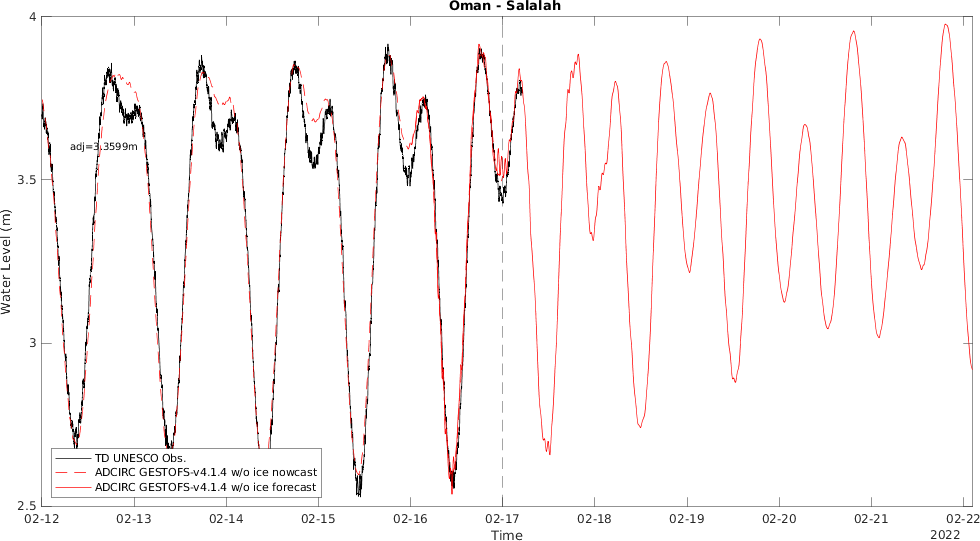 Oman - Salalah
4
3.5
3
2.5
Water Level (m)
adj=3.3599m
TD UNESCO Obs.
ADCIRC GESTOFS-v4.1.4 w/o ice nowcast
ADCIRC GESTOFS-v4.1.4 w/o ice forecast
02-12 02-13 02-14 02-15 02-16 02-17 02-18 02-19 02-20 02-21 02-22
Time
2022